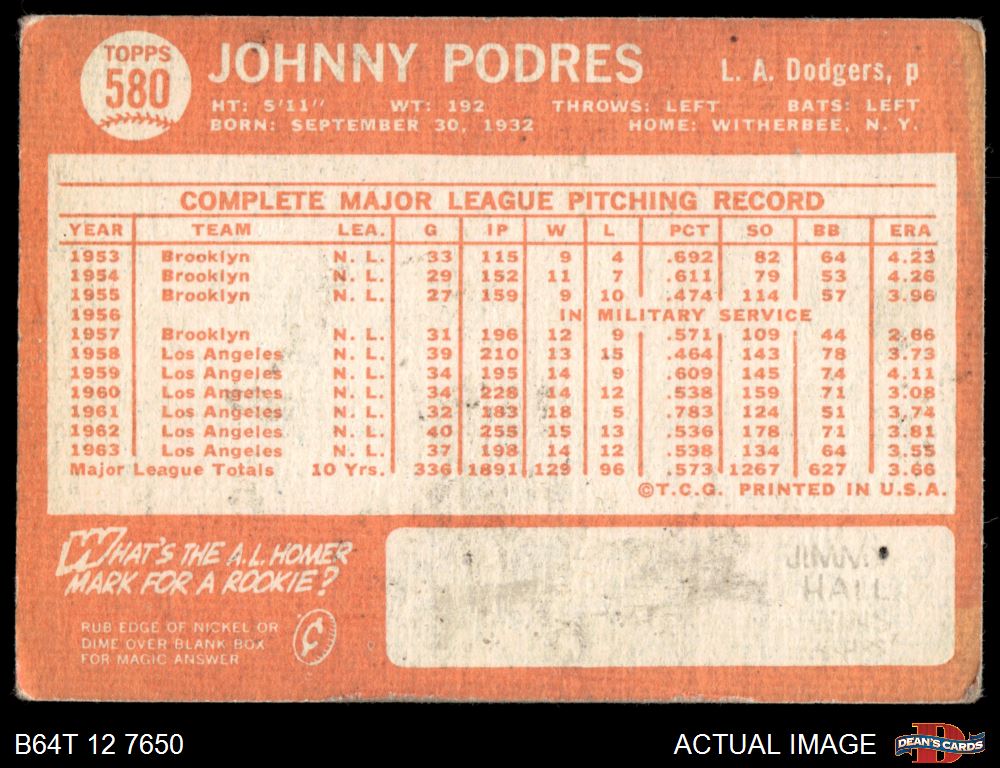 TOPPS
580
JOHNNY PODRES
L. A. Dodgers, p
HT: 5'11" WT: 192 THROWS: LEFT BATS: LEFT
BORN: SEPTEMBER 30, 1932 HOME: WITHERBEE, N. Y.
COMPLETE MAJOR LEAGUE PITCHING RECORD
YEAR TEAM LEA. G IP W L PCT SO BB ERA
1953 Brooklyn N. L. 33 115 9 4 .692 82 64 4.23
1954 Brooklyn N. L. 29 152 11 7 .611 79 53 4.26
1955 Brooklyn N. L. 27 159 9 10 .474 114 57 3.96
1956 IN MILITARY SERVICE
1957 Brooklyn N. L. 31 196 12 9 .571 109 44 2.66
1958 Los Angeles N. L. 39 210 13 15 .464 143 78 3.73
1959 Los Angeles N. L. 34 195 14 9 .609 145 74 4.11
1960 Los Angeles N. L. 34 228 14 12 .538 159 71 3.08
1961 Los Angeles N. L. 32 183 18 5 .783 124 51 3.74
1962 Los Angeles N. L. 40 255 15 13 .536 178 71 3.81
1963 Los Angeles N. L. 37 198 14 12 .538 134 64 3.55
Major League Totals 10 Yrs. 336 1891 129 96 .573 1267 627 3.66
©T.C.G. PRINTED IN U.S.A.
WHAT'S THE A.L. HOMER
MARK FOR A ROOKIE?
RUB EDGE OF NICKEL OR
DIME OVER BLANK BOX
FOR MAGIC ANSWER
¢
JIMMY
HALL
B64T 12 7650
ACTUAL IMAGE
D
DEAN'S CARDS